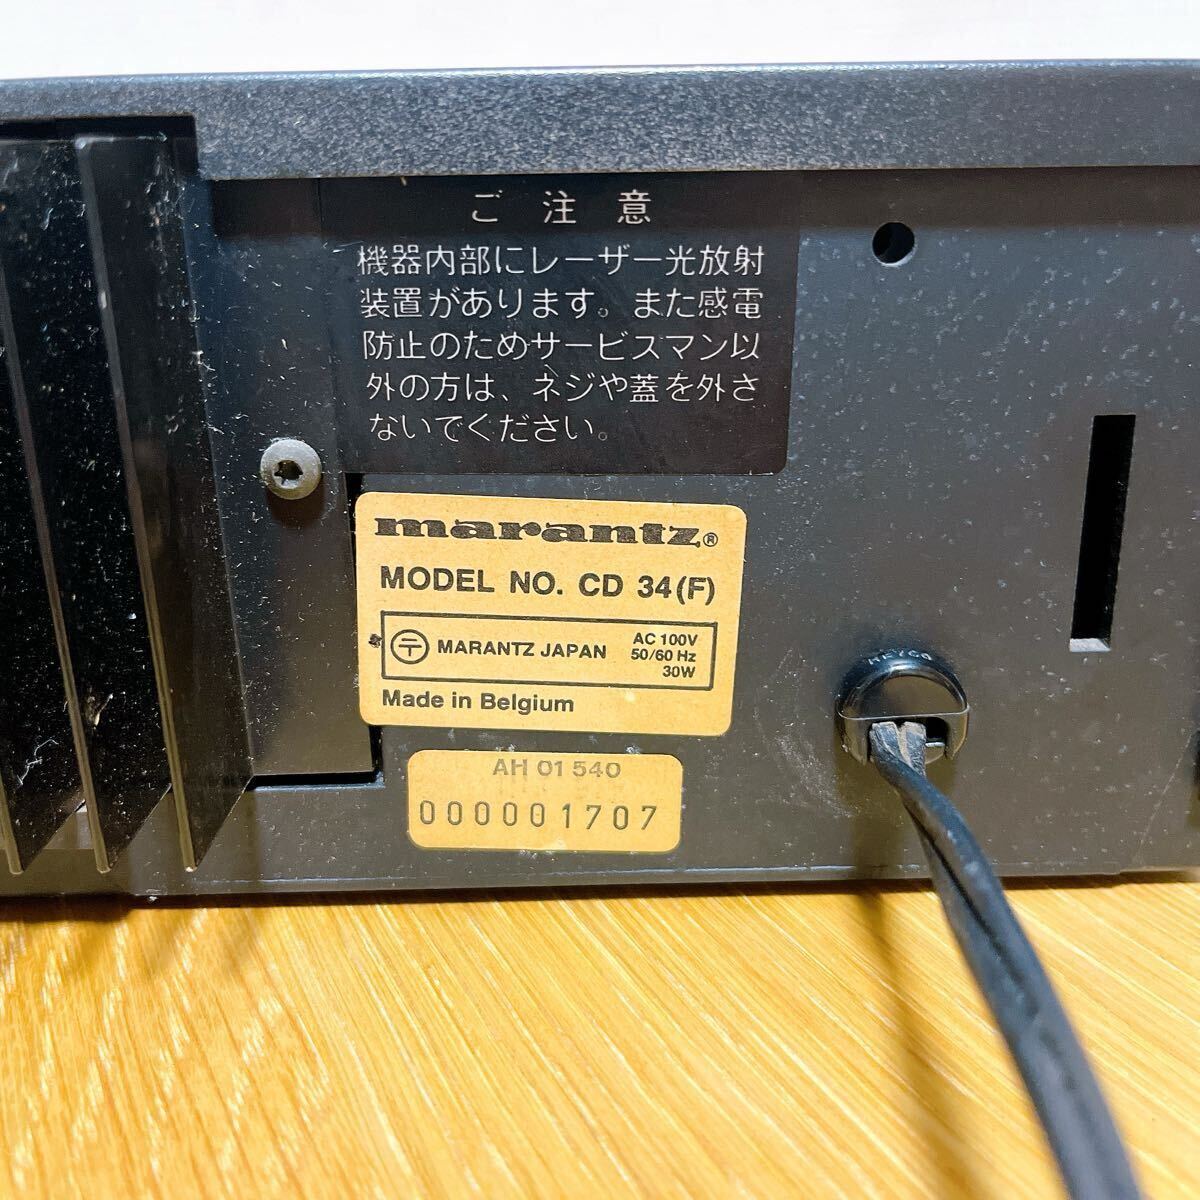 ご注意
機器内部にレーザー光放射
装置があります。また感電
防止のためサービスマン以
外の方は、ネジや蓋を外さ
ないでください。
marantz®
MODEL NO. CD 34(F)
〒 MARANTZ JAPAN
AC 100V
50/60 Hz
30W
Made in Belgium
AH 01 540
000001707
HEYCO